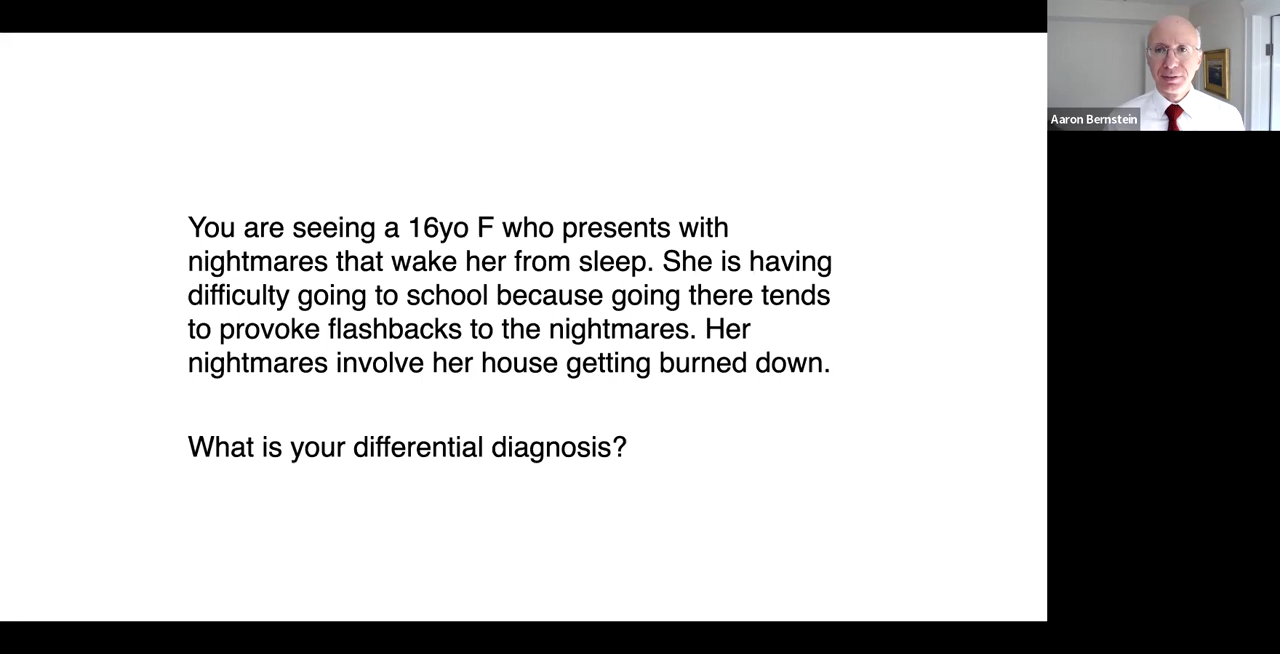 You are seeing a 16yo F who presents with
nightmares that wake her from sleep. She is having
difficulty going to school because going there tends
to provoke flashbacks to the nightmares. Her
nightmares involve her house getting burned down.
What is your differential diagnosis?
Aaron Bernstein